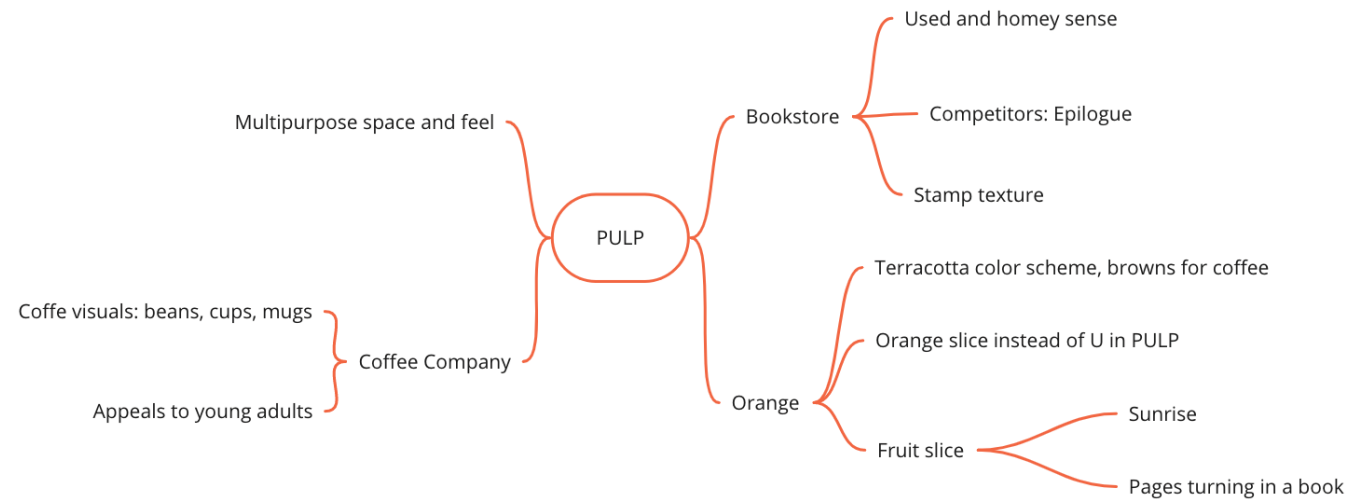 PULP
Multipurpose space and feel
Coffee Company
Coffe visuals: beans, cups, mugs
Appeals to young adults
Bookstore
Used and homey sense
Competitors: Epilogue
Stamp texture
Orange
Terracotta color scheme, browns for coffee
Orange slice instead of U in PULP
Fruit slice
Sunrise
Pages turning in a book